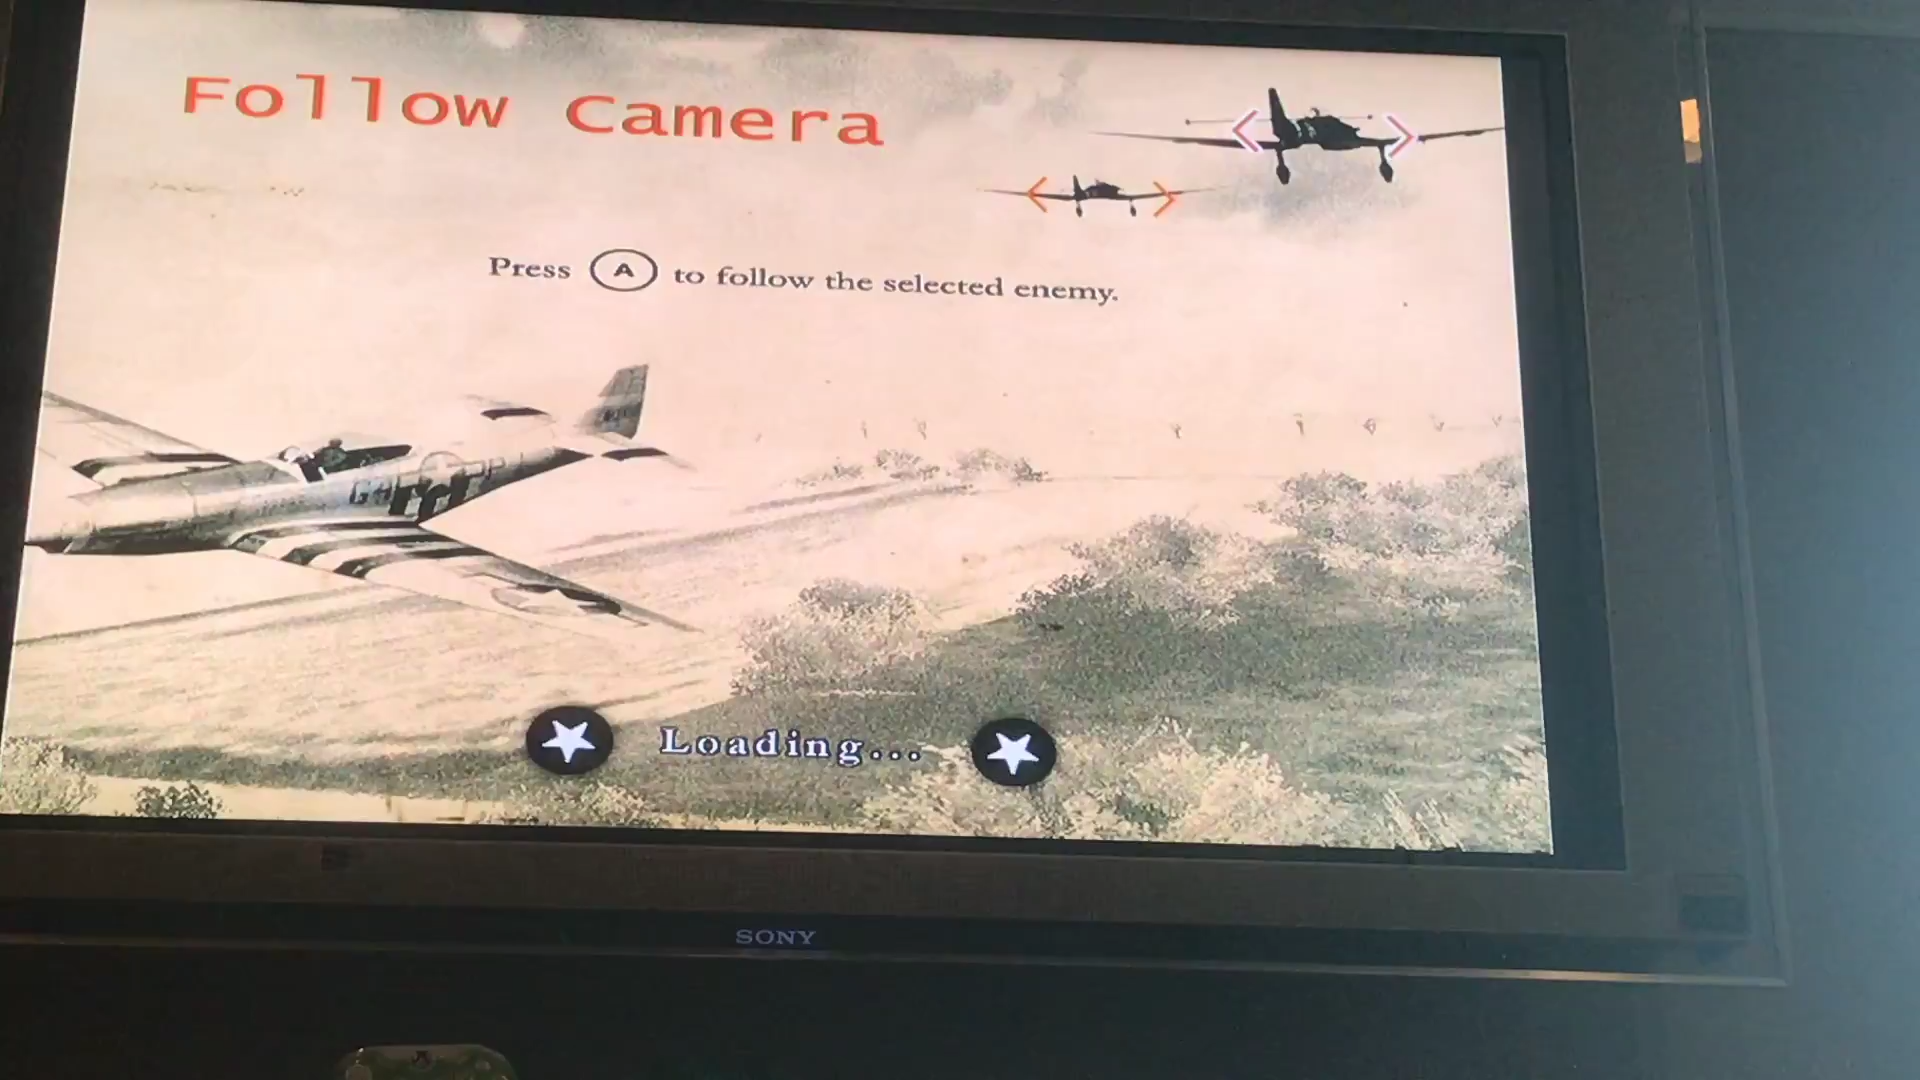 Follow Camera
Press A to follow the selected enemy.
Loading...
SONY